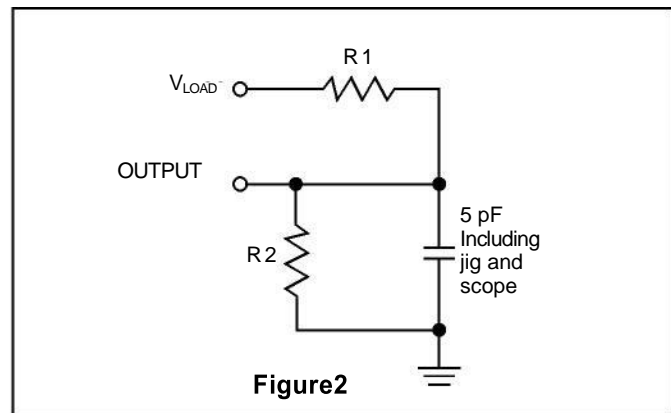 R1
VLOAD
OUTPUT
5 pF
Including
jig and
scope
R2
Figure2